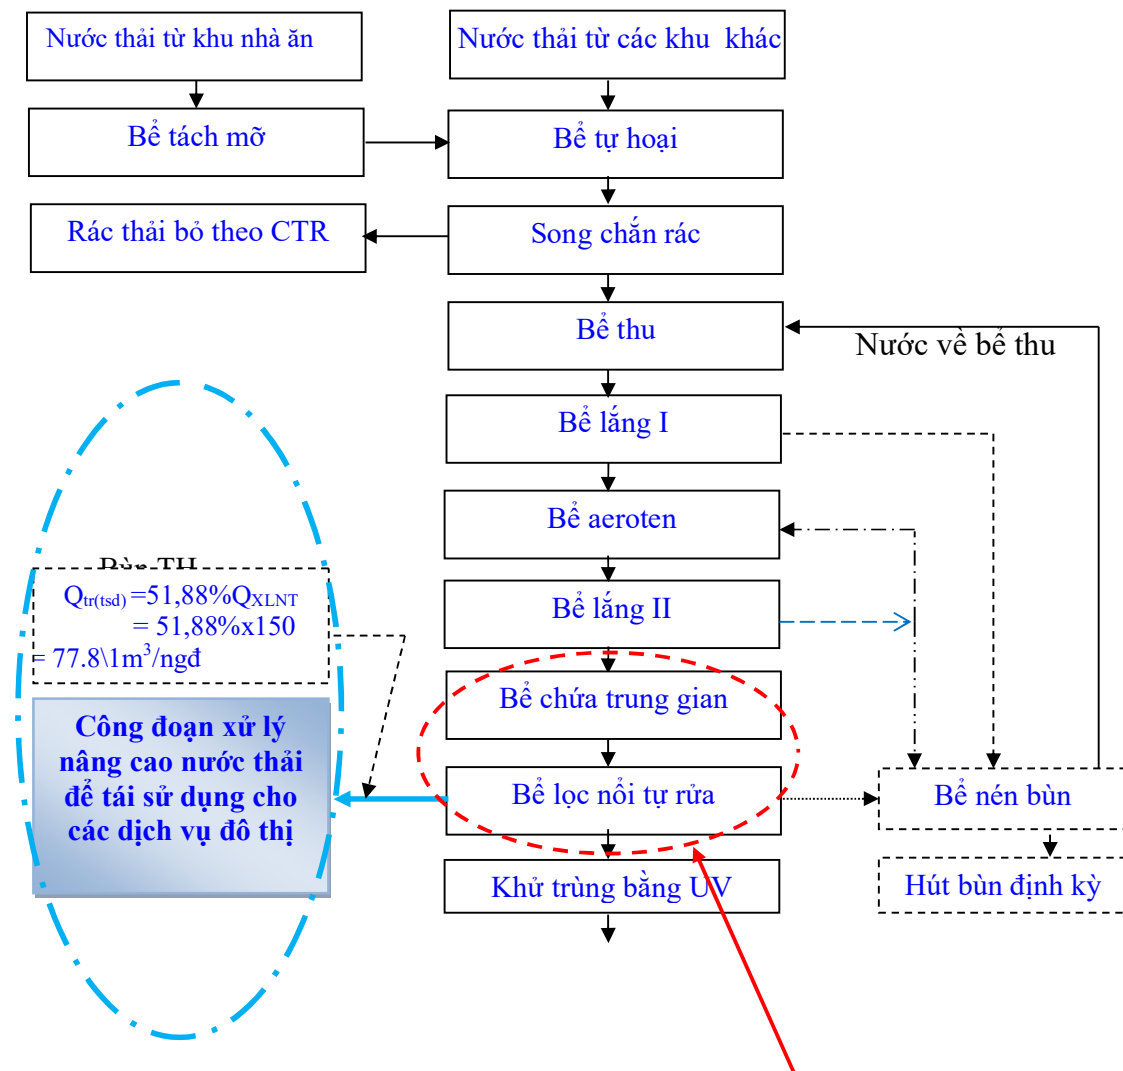 Nước thải từ khu nhà ăn
Nước thải từ các khu khác
Bể tách mỡ
Bể tự hoại
Rác thải bỏ theo CTR
Song chắn rác
Bể thu
Nước về bể thu
Bể lắng I
Bể aeroten
Bể lắng II
Q_tr(tsd) =51,88%Q_XLNT
= 51,88%x150
= 77.8\1m³/ngđ
Bể chứa trung gian
Công đoạn xử lý
nâng cao nước thải
để tái sử dụng cho
các dịch vụ đô thị
Bể lọc nổi tự rửa
Bể nén bùn
Khử trùng bằng UV
Hút bùn định kỳ